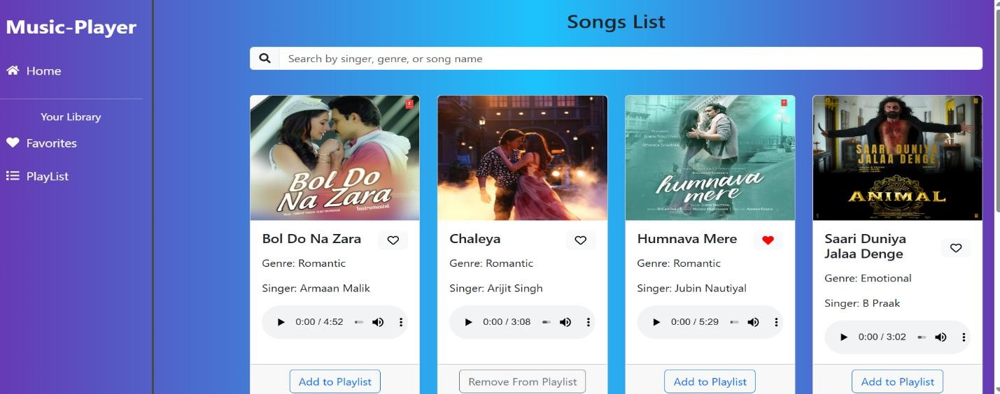 Music-Player
Home
Your Library
Favorites
PlayList
Songs List
Search by singer, genre, or song name
Bol Do
Na Zara
Instrumental
Bol Do Na Zara
Genre: Romantic
Singer: Armaan Malik
0:00 / 4:52
Add to Playlist
Chaleya
Genre: Romantic
Singer: Arijit Singh
0:00 / 3:08
Remove From Playlist
JUBIN NAUTIYAL
&
ROMIKA SHARMA
humnava
mere
Humnava Mere
Genre: Romantic
Singer: Jubin Nautiyal
0:00 / 5:29
Add to Playlist
SAARI DUNIYA
JALAA DENGE
ANIMAL
Saari Duniya
Jalaa Denge
Genre: Emotional
Singer: B Praak
0:00 / 3:02
Add to Playlist